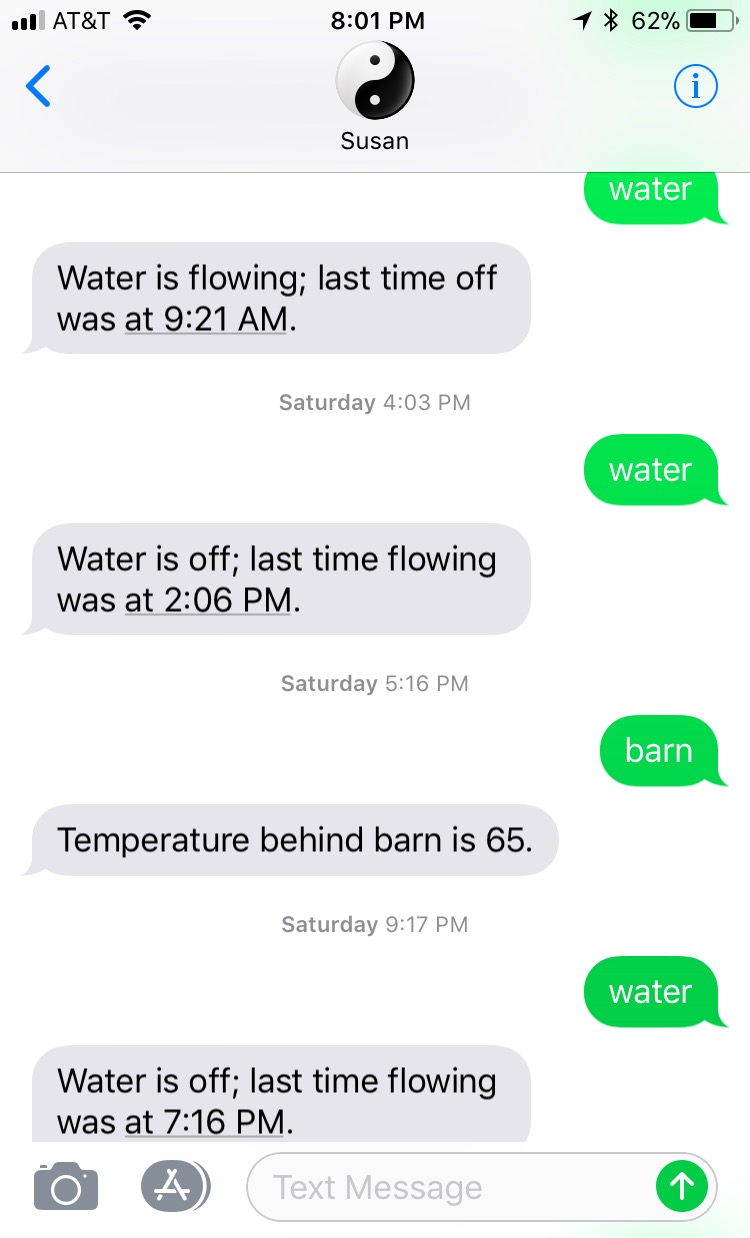 AT&T 8:01 PM 62%
Susan
water
Water is flowing; last time off
was at 9:21 AM.
Saturday 4:03 PM
water
Water is off; last time flowing
was at 2:06 PM.
Saturday 5:16 PM
barn
Temperature behind barn is 65.
Saturday 9:17 PM
water
Water is off; last time flowing
was at 7:16 PM.
Text Message